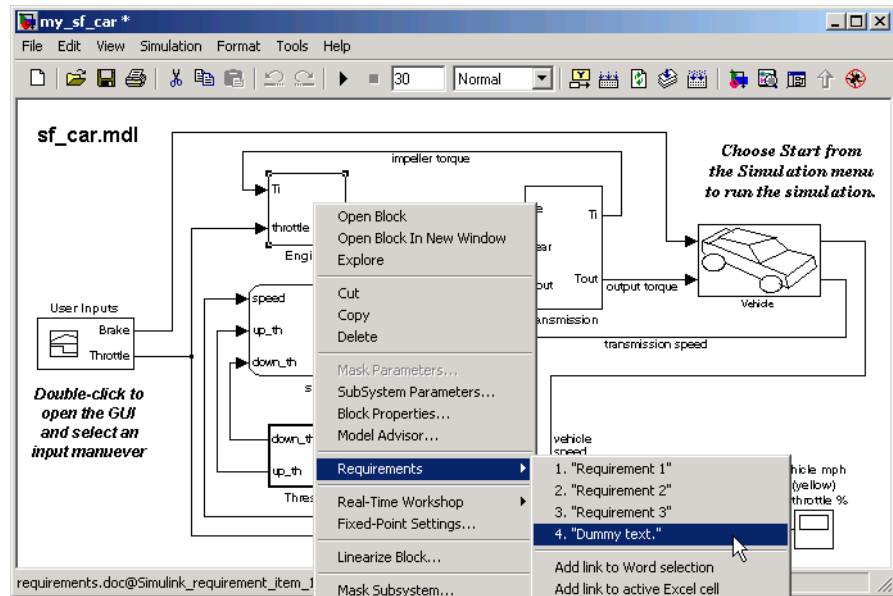 my_sf_car *
File Edit View Simulation Format Tools Help
30 Normal
sf_car.mdl
impeller torque
Choose Start from
the Simulation menu
to run the simulation.
Ti
throttle
Engi
Ti
ear
out
Tout
output torque
ansmission
Vehicle
transmission speed
User Inputs
Brake
Throttle
Double-click to
open the GUI
and select an
input manuever
speed
up_th
down_th
s
down_th
up_th
Thres
Open Block
Open Block In New Window
Explore
Cut
Copy
Delete
Mask Parameters...
SubSystem Parameters...
Block Properties...
Model Advisor...
Requirements
Real-Time Workshop
Fixed-Point Settings...
Linearize Block...
Mask Subsystem...
vehicle
speed
1. "Requirement 1"
2. "Requirement 2"
3. "Requirement 3"
4. "Dummy text."
Add link to Word selection
Add link to active Excel cell
hicle mph
(yellow)
throttle %
requirements.doc@Simulink_requirement_item_1